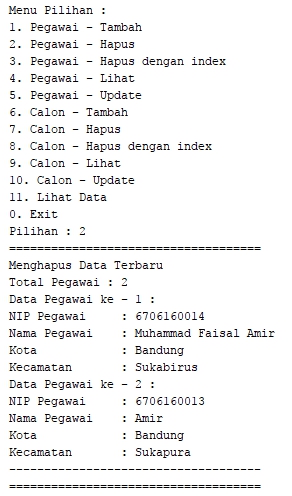 Menu Pilihan :
1. Pegawai - Tambah
2. Pegawai - Hapus
3. Pegawai - Hapus dengan index
4. Pegawai - Lihat
5. Pegawai - Update
6. Calon - Tambah
7. Calon - Hapus
8. Calon - Hapus dengan index
9. Calon - Lihat
10. Calon - Update
11. Lihat Data
0. Exit
Pilihan : 2
====================================
Menghapus Data Terbaru
Total Pegawai : 2
Data Pegawai ke - 1 :
NIP Pegawai     : 6706160014
Nama Pegawai    : Muhammad Faisal Amir
Kota            : Bandung
Kecamatan       : Sukabirus
Data Pegawai ke - 2 :
NIP Pegawai     : 6706160013
Nama Pegawai    : Amir
Kota            : Bandung
Kecamatan       : Sukapura
------------------------------------
====================================